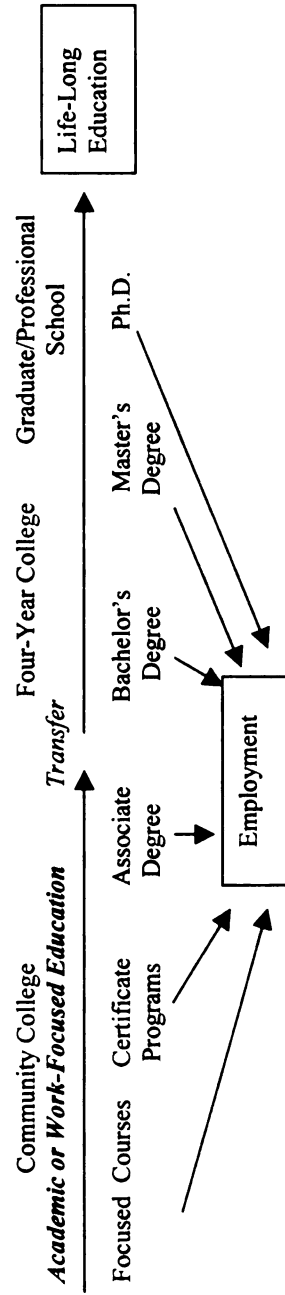 Community College
Academic or Work-Focused Education
Transfer
Four-Year College
Graduate/Professional
School
Life-Long
Education
Focused Courses
Certificate
Programs
Associate
Degree
Bachelor's
Degree
Master's
Degree
Ph.D.
Employment